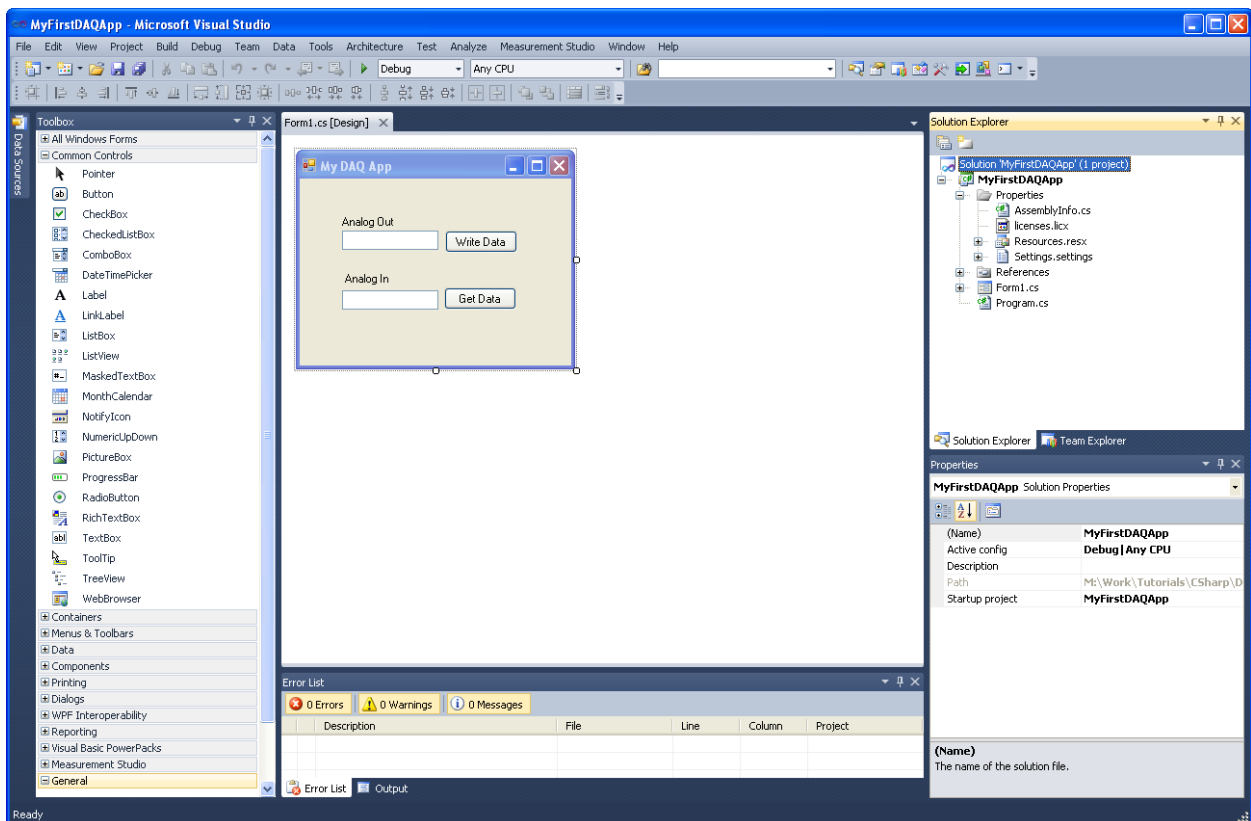 MyFirstDAQApp - Microsoft Visual Studio
File Edit View Project Build Debug Team Data Tools Architecture Test Analyze Measurement Studio Window Help
Debug Any CPU
Data Sources
Toolbox
All Windows Forms
Common Controls
Pointer
Button
CheckBox
CheckedListBox
ComboBox
DateTimePicker
Label
LinkLabel
ListBox
ListView
MaskedTextBox
MonthCalendar
NotifyIcon
NumericUpDown
PictureBox
ProgressBar
RadioButton
RichTextBox
TextBox
ToolTip
TreeView
WebBrowser
Containers
Menus & Toolbars
Data
Components
Printing
Dialogs
WPF Interoperability
Reporting
Visual Basic PowerPacks
Measurement Studio
General
Form1.cs [Design]
My DAQ App
Analog Out
Write Data
Analog In
Get Data
Error List
0 Errors 0 Warnings 0 Messages
Description File Line Column Project
Error List Output
Solution Explorer
Solution 'MyFirstDAQApp' (1 project)
MyFirstDAQApp
Properties
AssemblyInfo.cs
licenses.licx
Resources.resx
Settings.settings
References
Form1.cs
Program.cs
Solution Explorer Team Explorer
Properties
MyFirstDAQApp Solution Properties
(Name) MyFirstDAQApp
Active config Debug|Any CPU
Description
Path M:\Work\Tutorials\CSharp\D
Startup project MyFirstDAQApp
(Name)
The name of the solution file.
Ready